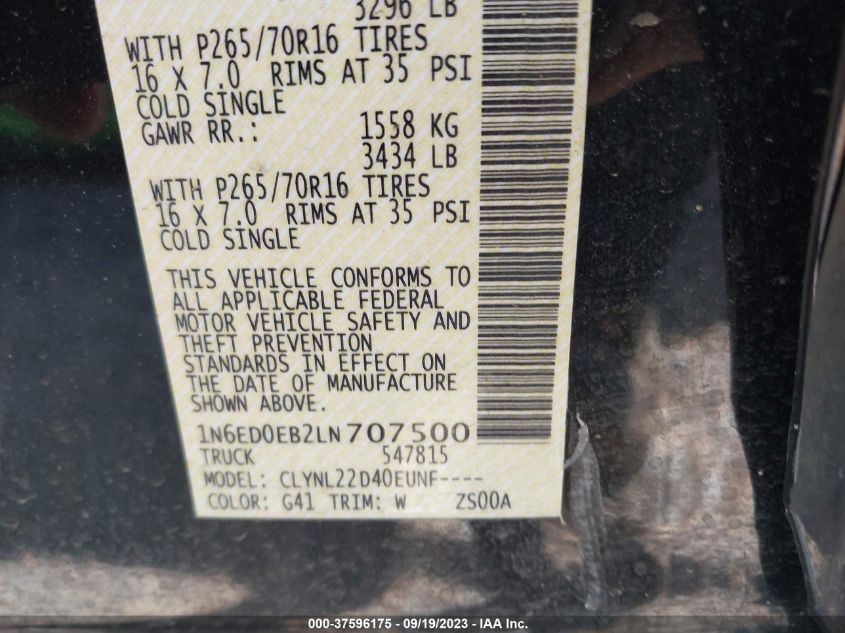 3296 LB
WITH P265/70R16 TIRES
16 X 7.0 RIMS AT 35 PSI
COLD SINGLE
GAWR RR.: 1558 KG
3434 LB
WITH P265/70R16 TIRES
16 X 7.0 RIMS AT 35 PSI
COLD SINGLE
THIS VEHICLE CONFORMS TO
ALL APPLICABLE FEDERAL
MOTOR VEHICLE SAFETY AND
THEFT PREVENTION
STANDARDS IN EFFECT ON
THE DATE OF MANUFACTURE
SHOWN ABOVE.
1N6ED0EB2LN707500
TRUCK 547815
MODEL: CLYNL22D40EUNF----
COLOR: G41 TRIM: W ZS00A
000-37596175 - 09/19/2023 - IAA Inc.